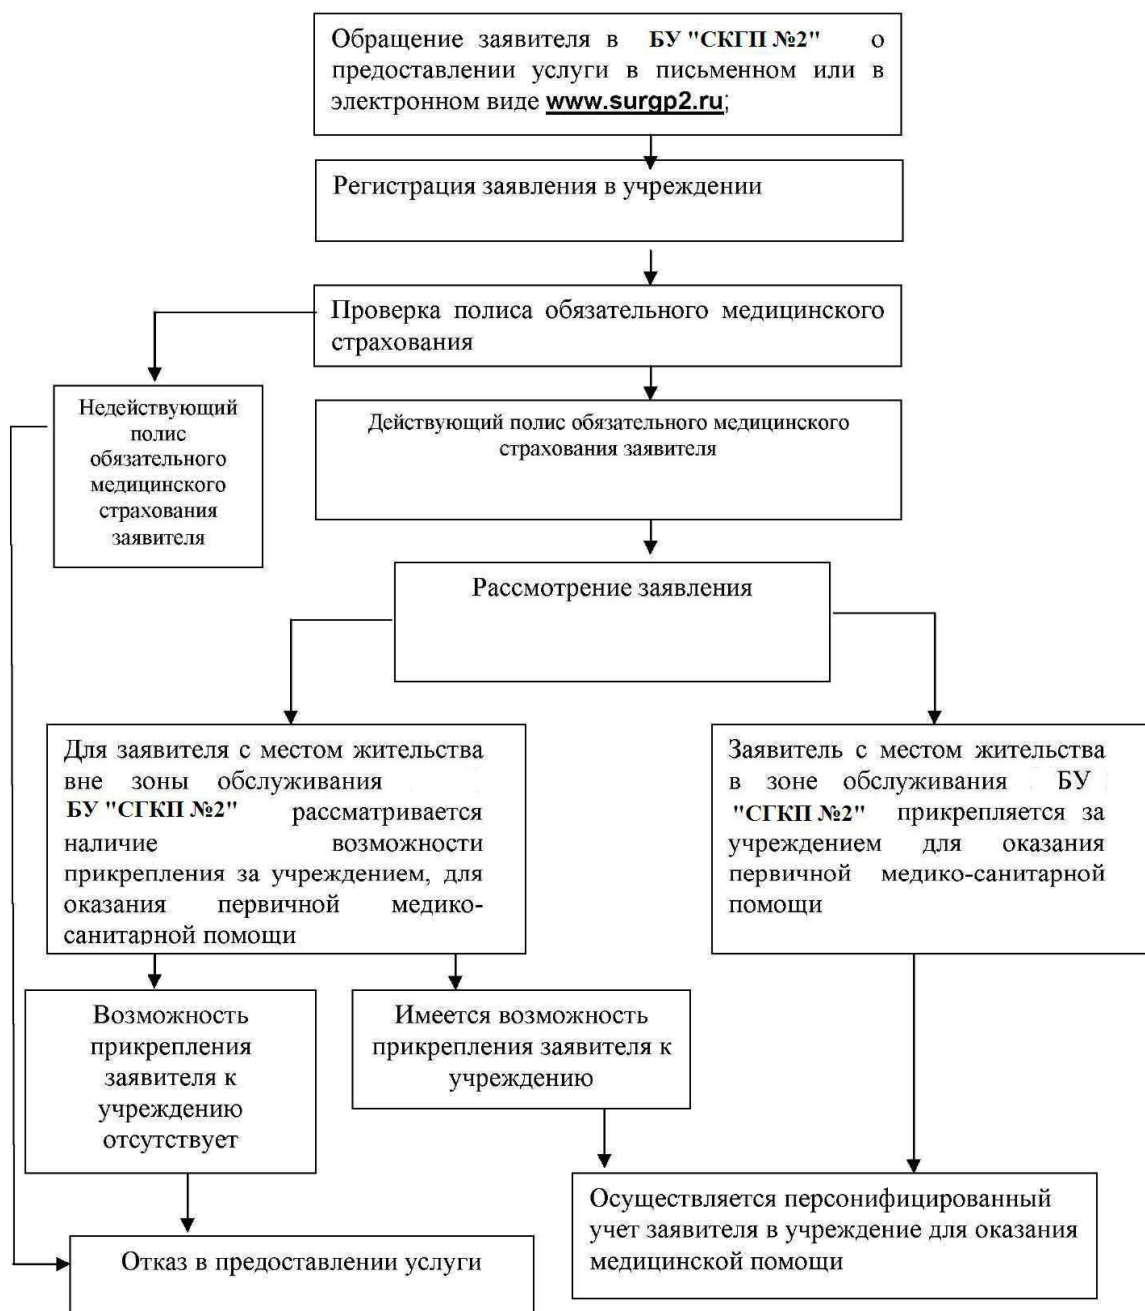 Обращение заявителя в БУ "СКГП №2" о
предоставлении услуги в письменном или в
электронном виде www.surgp2.ru;
Регистрация заявления в учреждении
Проверка полиса обязательного медицинского
страхования
Недействующий
полис
обязательного
медицинского
страхования
заявителя
Действующий полис обязательного медицинского
страхования заявителя
Рассмотрение заявления
Для заявителя с местом жительства
вне зоны обслуживания
БУ "СГКП №2" рассматривается
наличие возможности
прикрепления за учреждением, для
оказания первичной медико-
санитарной помощи
Заявитель с местом жительства
в зоне обслуживания БУ
"СГКП №2" прикрепляется за
учреждением для оказания
первичной медико-санитарной
помощи
Возможность
прикрепления
заявителя к
учреждению
отсутствует
Имеется возможность
прикрепления заявителя к
учреждению
Осуществляется персонифицированный
учет заявителя в учреждение для оказания
медицинской помощи
Отказ в предоставлении услуги